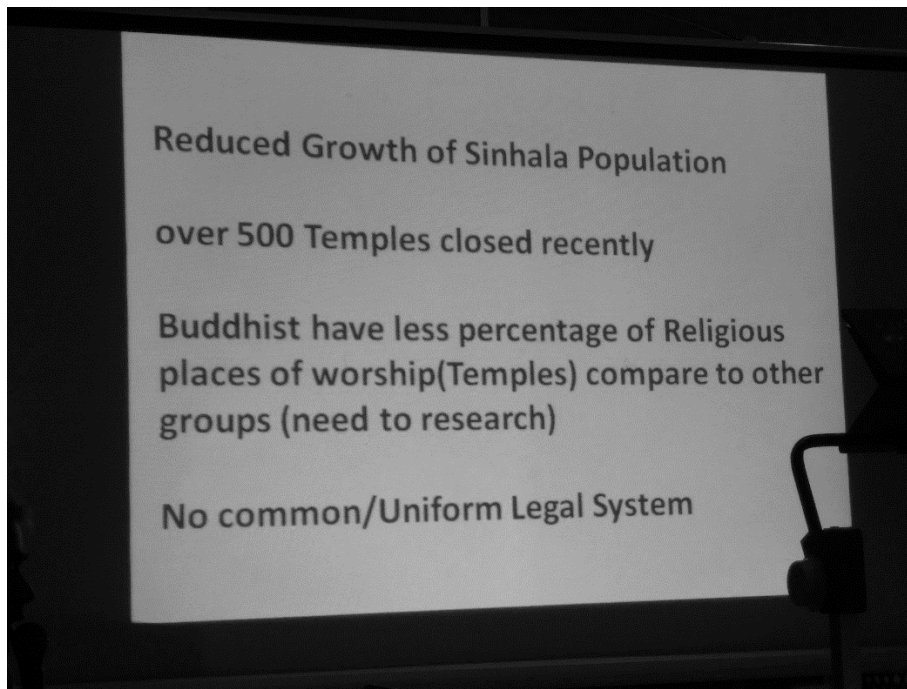 Reduced Growth of Sinhala Population
over 500 Temples closed recently
Buddhist have less percentage of Religious
places of worship(Temples) compare to other
groups (need to research)
No common/Uniform Legal System